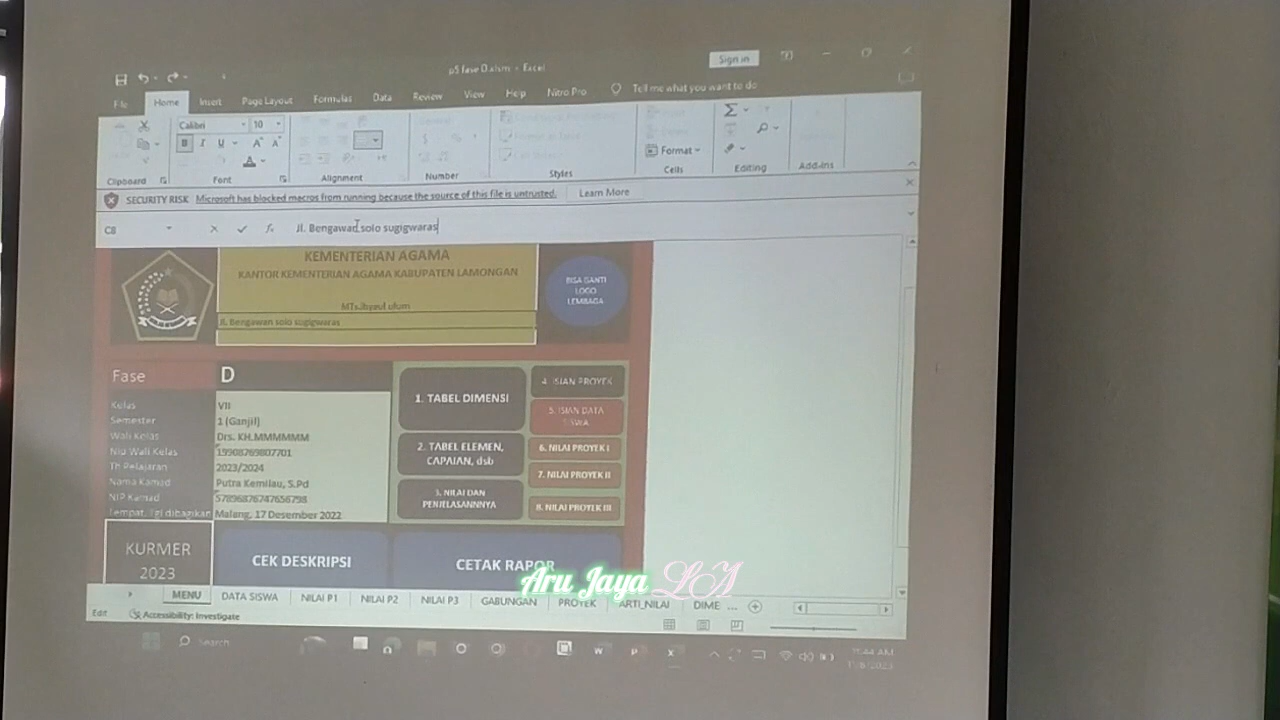 p5 fase D.xlsm - Excel
Sign in
File Home Insert Page Layout Formulas Data Review View Help Nitro Pro Tell me what you want to do
Calibri 10
B I U A A
Format
Clipboard Font Alignment Number Styles Cells Editing Add-ins
SECURITY RISK Microsoft has blocked macros from running because the source of this file is untrusted. Learn More
C8 fx Jl. Bengawan solo sugigwaras
KEMENTERIAN AGAMA
KANTOR KEMENTERIAN AGAMA KABUPATEN LAMONGAN
MTs.ihyaul ulum
Jl. Bengawan solo sugigwaras
BISA GANTI
LOGO
LEMBAGA
Fase D
Kelas VII
Semester 1 (Ganjil)
Wali Kelas Drs. KH.MMMMMM
Nip Wali Kelas 19908769807701
Th Pelajaran 2023/2024
Nama Kamad Putra Kemilau, S.Pd
NIP Kamad 57896876747656798
Tempat, Tgl dibagikan Malang, 17 Desember 2022
1. TABEL DIMENSI
2. TABEL ELEMEN,
CAPAIAN, dsb
3. NILAI DAN
PENJELASANNNYA
4. ISIAN PROYEK
5. ISIAN DATA
SISWA
6. NILAI PROYEK I
7. NILAI PROYEK II
8. NILAI PROYEK III
KURMER
2023
CEK DESKRIPSI
CETAK RAPOR
Aru Jaya
MENU DATA SISWA NILAI P1 NILAI P2 NILAI P3 GABUNGAN PROYEK ARTI_NILAI DIME ...
Edit Accessibility: Investigate
Search